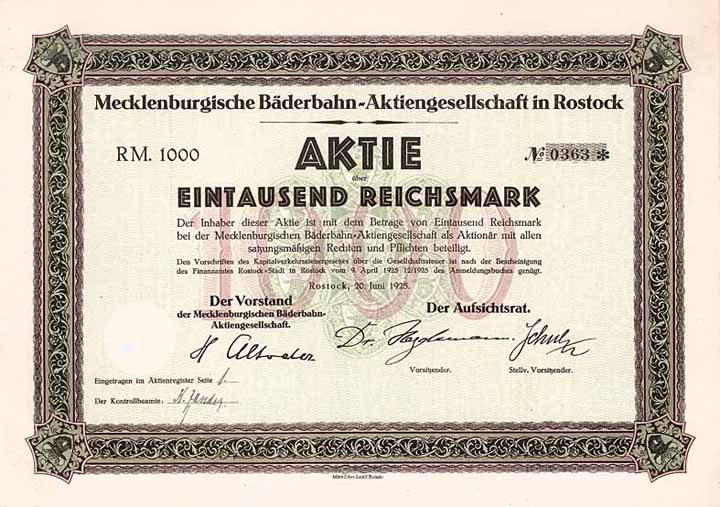 Mecklenburgische Bäderbahn-Aktiengesellschaft in Rostock
RM. 1000
AKTIE
№ 0363 *
über
EINTAUSEND REICHSMARK
1000
Der Inhaber dieser Aktie ist mit dem Betrage von Eintausend Reichsmark
bei der Mecklenburgischen Bäderbahn-Aktiengesellschaft als Aktionär mit allen
satzungsmäßigen Rechten und Pflichten beteiligt.
Den Vorschriften des Kapitalverkehrssteuergesetzes über die Gesellschaftsteuer ist nach der Bescheinigung
des Finanzamtes Rostock-Stadt in Rostock vom 9. April 1925 12/1925 des Anmeldungsbuches genügt.
Rostock, 20. Juni 1925.
Der Vorstand
der Mecklenburgischen Bäderbahn-
Aktiengesellschaft.
Der Aufsichtsrat.
Dr.
Schulz
Vorsitzender.
Stellv. Vorsitzender.
Eingetragen im Aktienregister Seite
Der Kontrollbeamte: